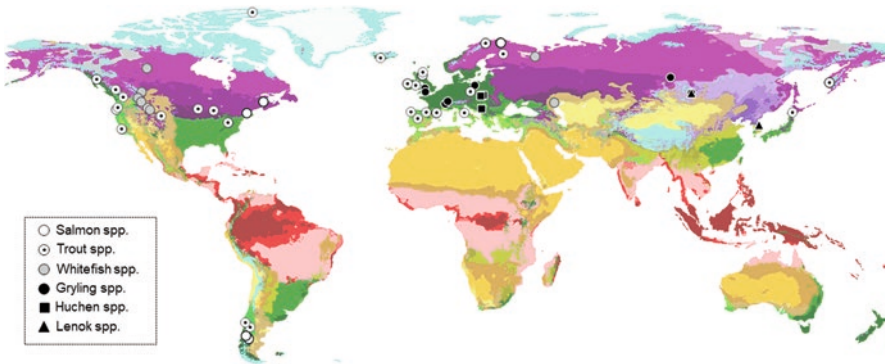 Salmon spp.
Trout spp.
Whitefish spp.
Gryling spp.
Huchen spp.
Lenok spp.